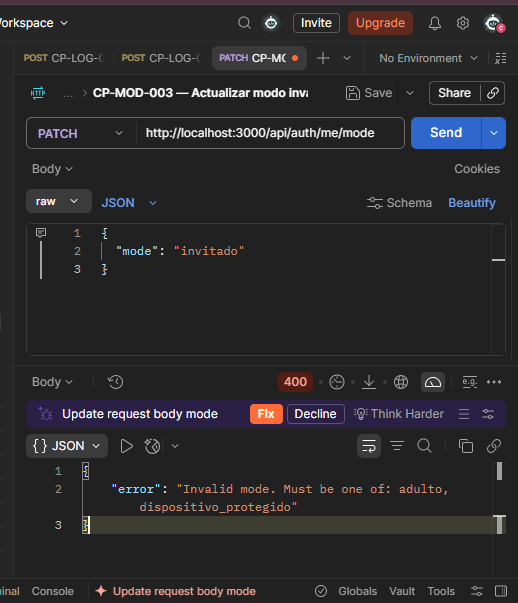 Workspace
Invite
Upgrade
POST CP-LOG-
POST CP-LOG-
PATCH CP-M
No Environment
HTTP
... > CP-MOD-003 — Actualizar modo inv
Save
Share
PATCH
http://localhost:3000/api/auth/me/mode
Send
Body
Cookies
raw
JSON
Schema
Beautify
1 {
2 "mode": "invitado"
3 }
Body
400
e.g.
Update request body mode
Fix
Decline
Think Harder
{} JSON
1 {
2 "error": "Invalid mode. Must be one of: adulto,
dispositivo_protegido"
3 }
inal
Console
Update request body mode
Globals
Vault
Tools